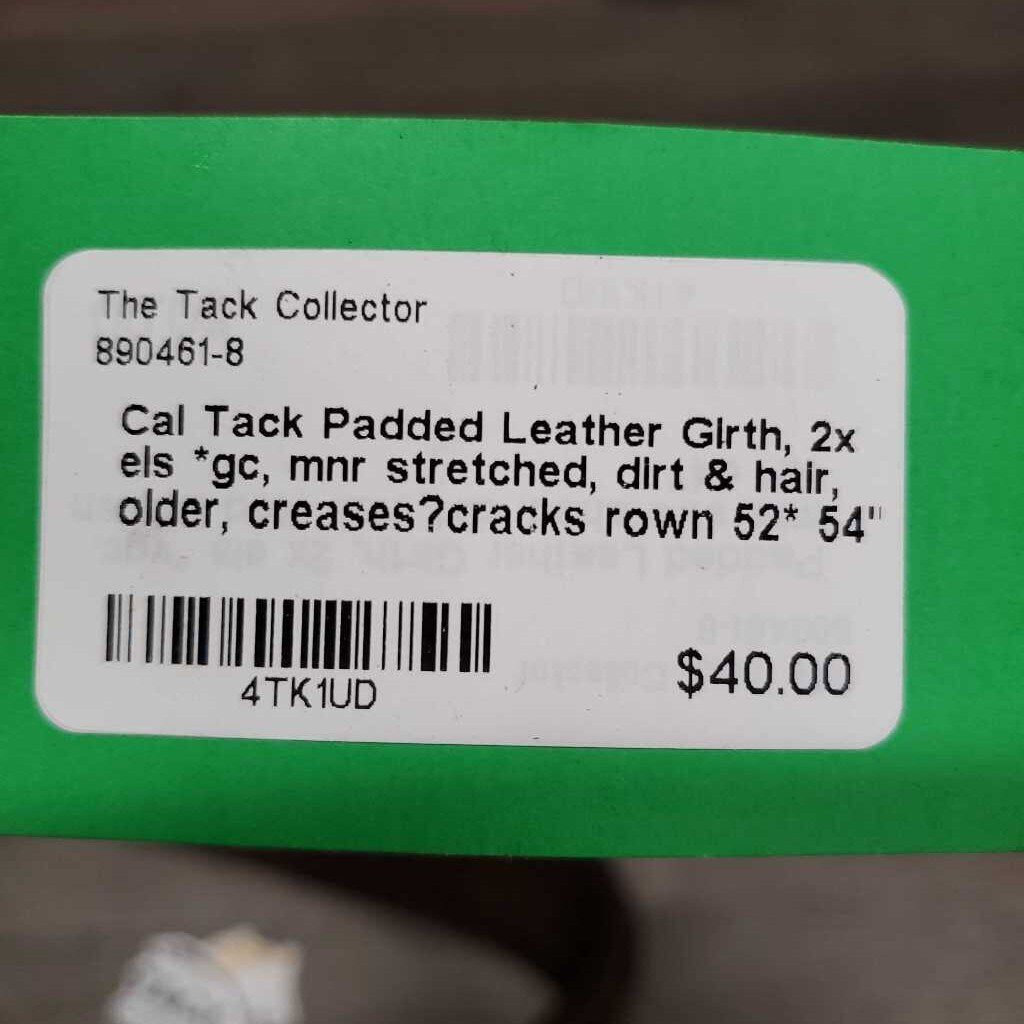 The Tack Collector
890461-8
Cal Tack Padded Leather Girth, 2x
els *gc, mnr stretched, dirt & hair,
older, creases?cracks rown 52* 54"
4TK1UD
$40.00